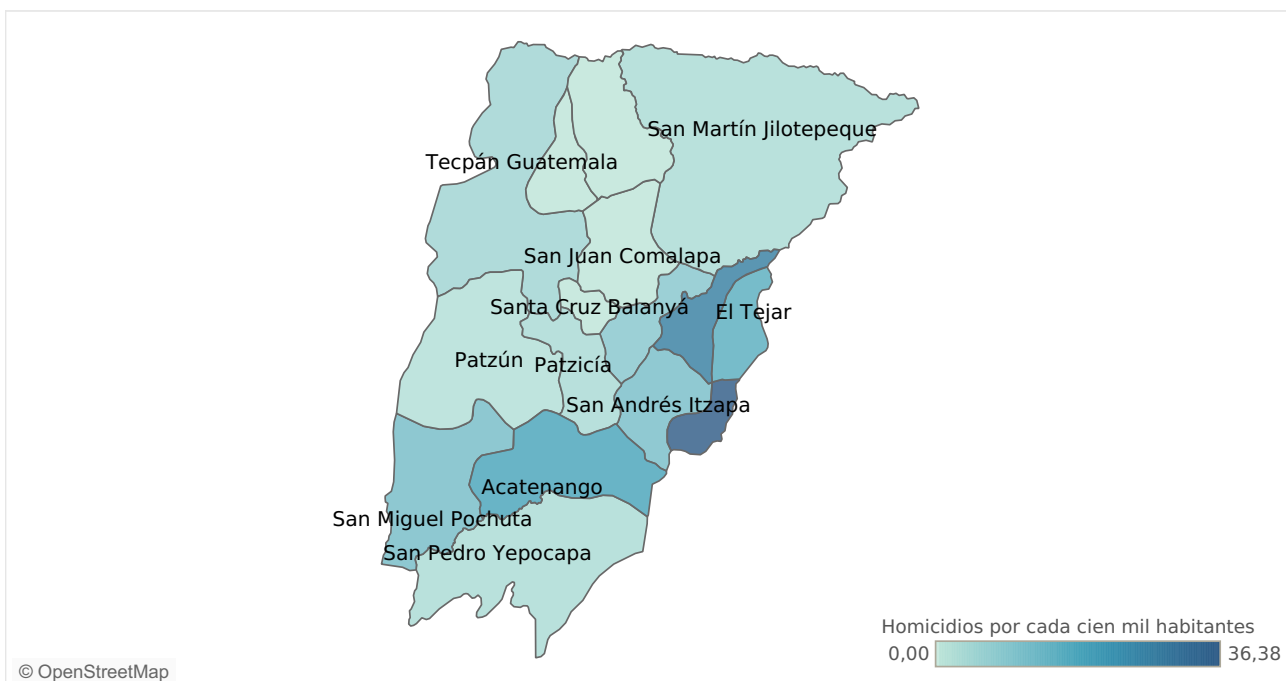 San Martín Jilotepeque
Tecpán Guatemala
San Juan Comalapa
Santa Cruz Balanyá
El Tejar
Patzún
Patzicía
San Andrés Itzapa
Acatenango
San Miguel Pochuta
San Pedro Yepocapa
Homicidios por cada cien mil habitantes
0,00
36,38
© OpenStreetMap